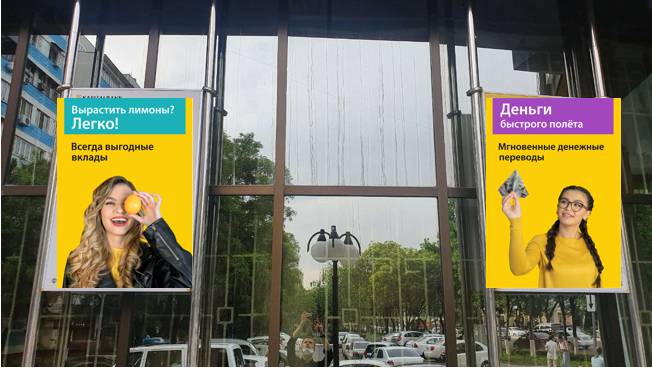 Вырастить лимоны?
Легко!
Всегда выгодные
вклады
Деньги
быстрого полёта
Мгновенные денежные
переводы